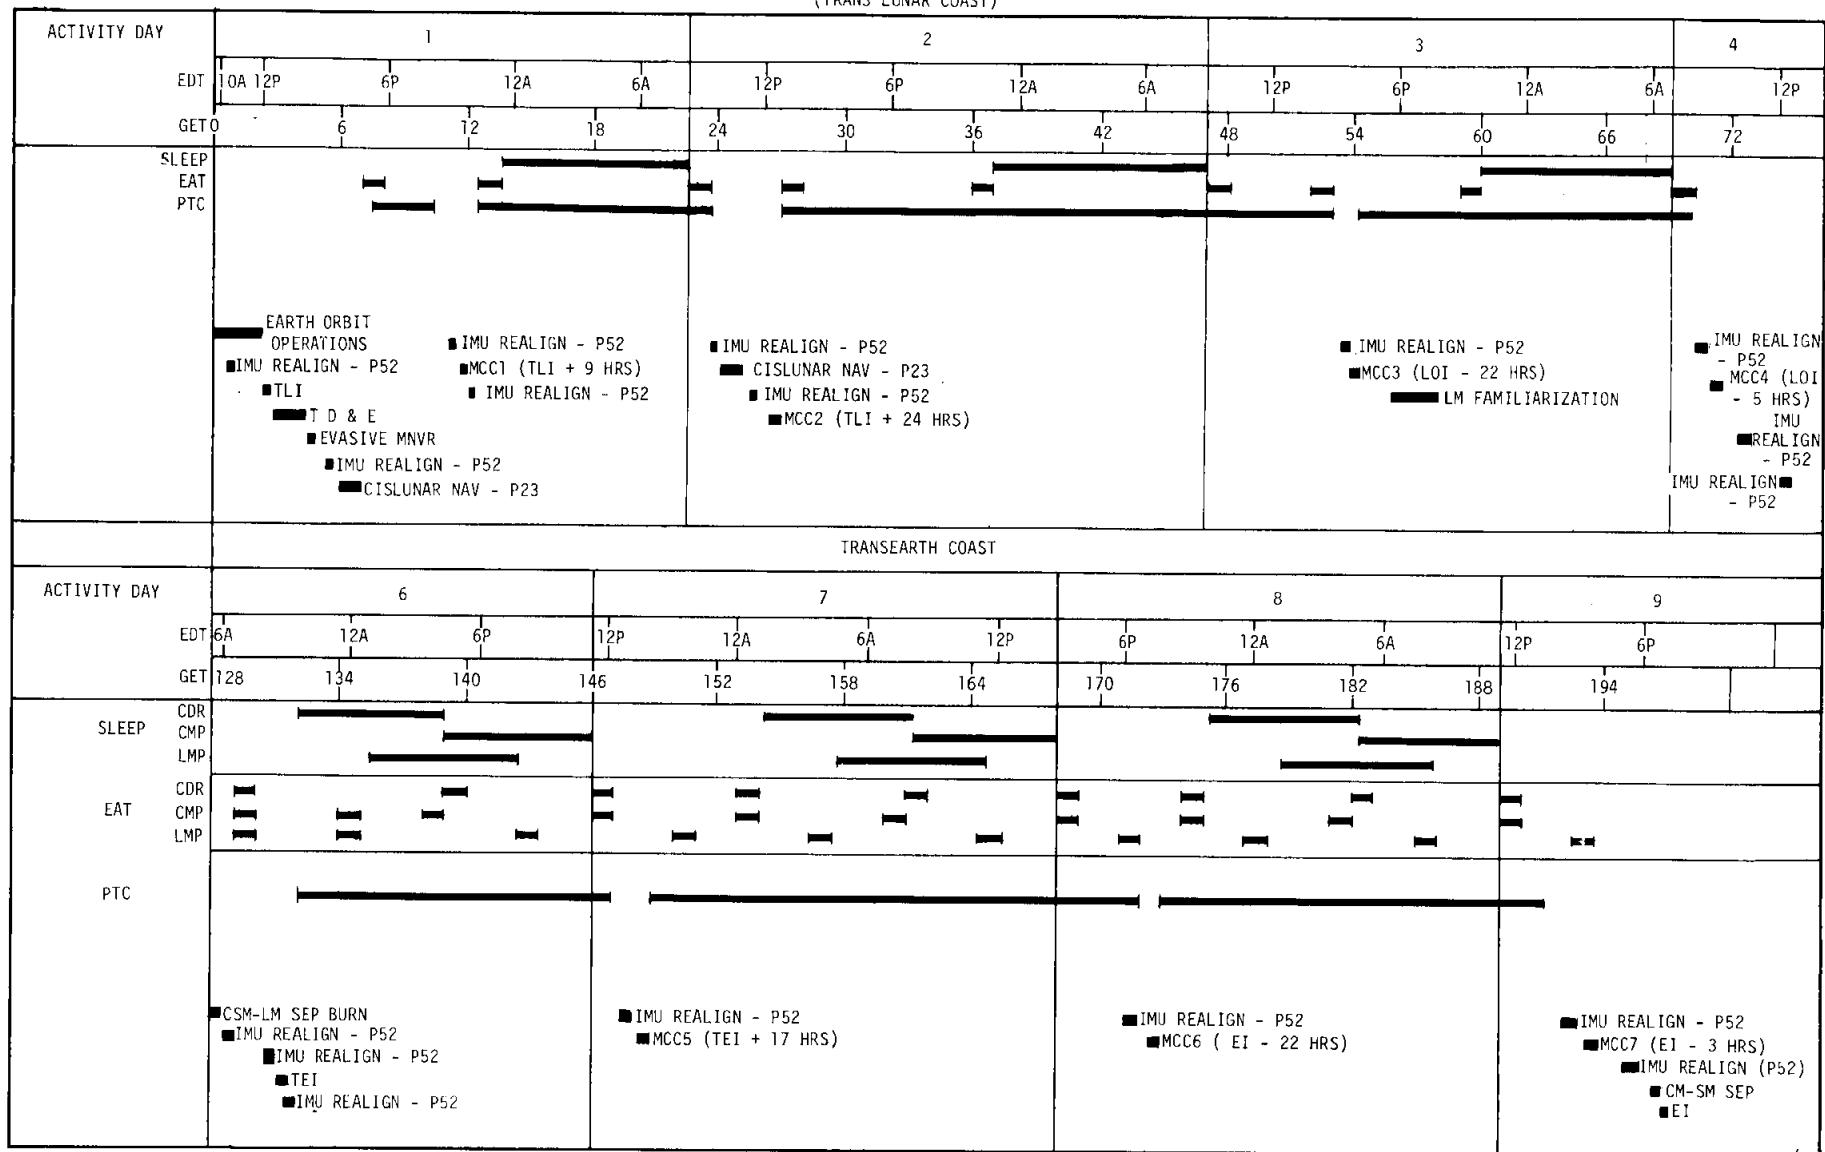 (TRANS LUNAR COAST)
ACTIVITY DAY 1 2 3 4
EDT 10A 12P 6P 12A 6A 12P 6P 12A 6A 12P 6P 12A 6A 12P
GET 0 6 12 18 24 30 36 42 48 54 60 66 72
SLEEP
EAT
PTC
EARTH ORBIT
OPERATIONS
IMU REALIGN - P52
TLI
T D & E
EVASIVE MNVR
IMU REALIGN - P52
CISLUNAR NAV - P23
IMU REALIGN - P52
MCC1 (TLI + 9 HRS)
IMU REALIGN - P52
IMU REALIGN - P52
CISLUNAR NAV - P23
IMU REALIGN - P52
MCC2 (TLI + 24 HRS)
IMU REALIGN - P52
MCC3 (LOI - 22 HRS)
LM FAMILIARIZATION
IMU REALIGN
- P52
MCC4 (LOI
- 5 HRS)
IMU
REALIGN
- P52
IMU REALIGN
- P52
TRANSEARTH COAST
ACTIVITY DAY 6 7 8 9
EDT 6A 12A 6P 12P 12A 6A 12P 6P 12A 6A 12P 6P
GET 128 134 140 146 152 158 164 170 176 182 188 194
SLEEP
CDR
CMP
LMP
EAT
CDR
CMP
LMP
PTC
CSM-LM SEP BURN
IMU REALIGN - P52
IMU REALIGN - P52
TEI
IMU REALIGN - P52
IMU REALIGN - P52
MCC5 (TEI + 17 HRS)
IMU REALIGN - P52
MCC6 ( EI - 22 HRS)
IMU REALIGN - P52
MCC7 (EI - 3 HRS)
IMU REALIGN (P52)
CM-SM SEP
EI